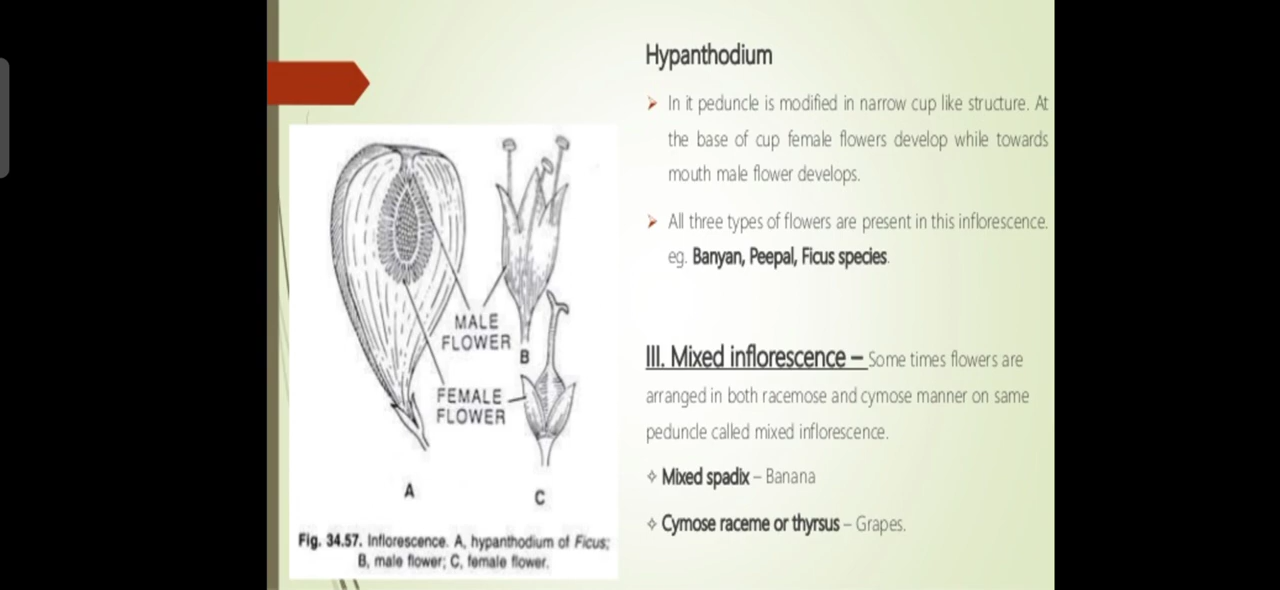 Hypanthodium
➢ In it peduncle is modified in narrow cup like structure. At
the base of cup female flowers develop while towards
mouth male flower develops.
➢ All three types of flowers are present in this inflorescence.
eg. Banyan, Peepal, Ficus species.
MALE
FLOWER
B
FEMALE
FLOWER
A
C
Fig. 34.57. Inflorescence. A, hypanthodium of Ficus;
B, male flower; C, female flower.
III. Mixed inflorescence – Some times flowers are
arranged in both racemose and cymose manner on same
peduncle called mixed inflorescence.
✧ Mixed spadix – Banana
✧ Cymose raceme or thyrsus – Grapes.